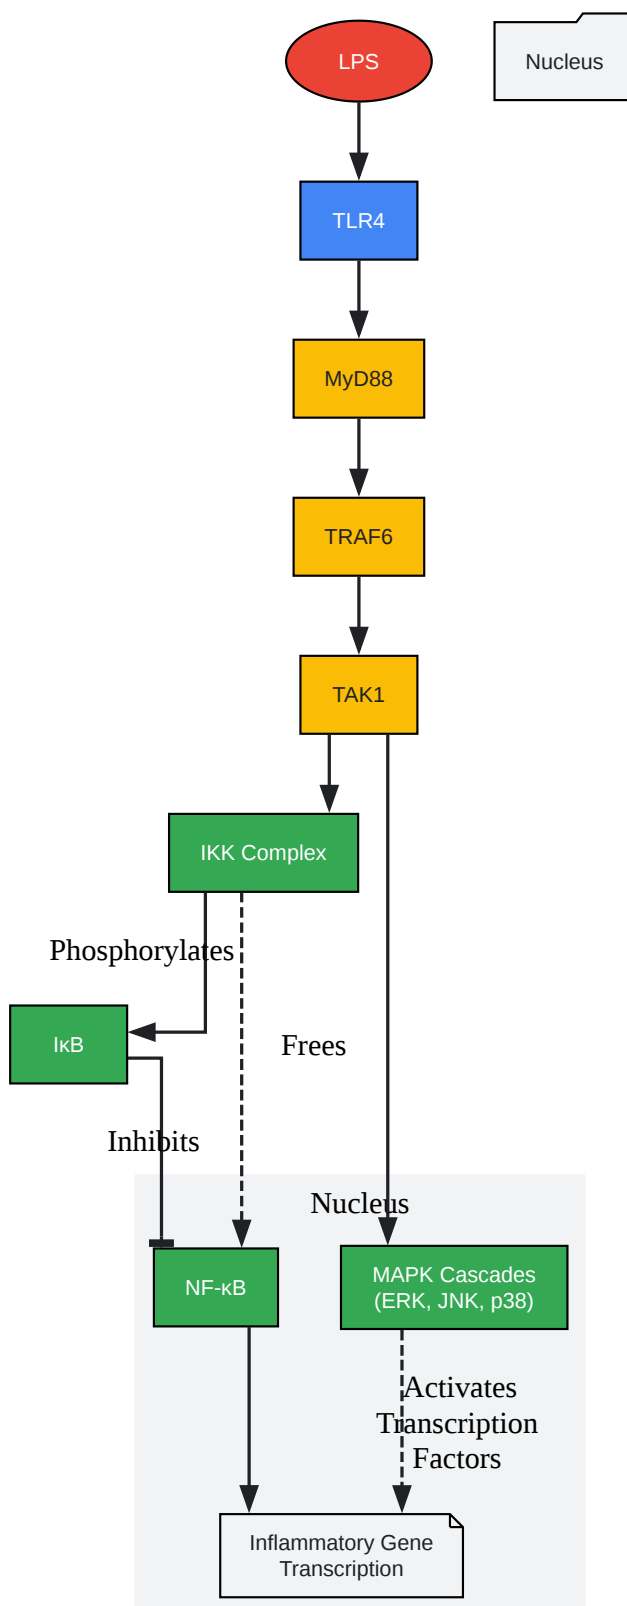 LPS
Nucleus
TLR4
MyD88
TRAF6
TAK1
IKK Complex
Phosphorylates
IκB
Frees
Inhibits
Nucleus
NF-κB
MAPK Cascades
(ERK, JNK, p38)
Activates
Transcription
Factors
Inflammatory Gene
Transcription